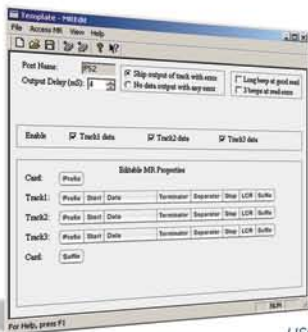 Template - MREdit
File Access MR View Help
Port Name: PS2
Output Delay (mS): 4
Skip output of track with error
No data output with any error
Long beep at good read
3 beeps at read error
Enable Track1 data Track2 data Track3 data
Editable MR Properties
Card: Prefix
Track1: Prefix Start Data Terminator Separator Stop LCR Suffix
Track2: Prefix Start Data Terminator Separator Stop LCR Suffix
Track3: Prefix Start Data Terminator Separator Stop LCR Suffix
Card: Suffix
For Help, press F1 NUM